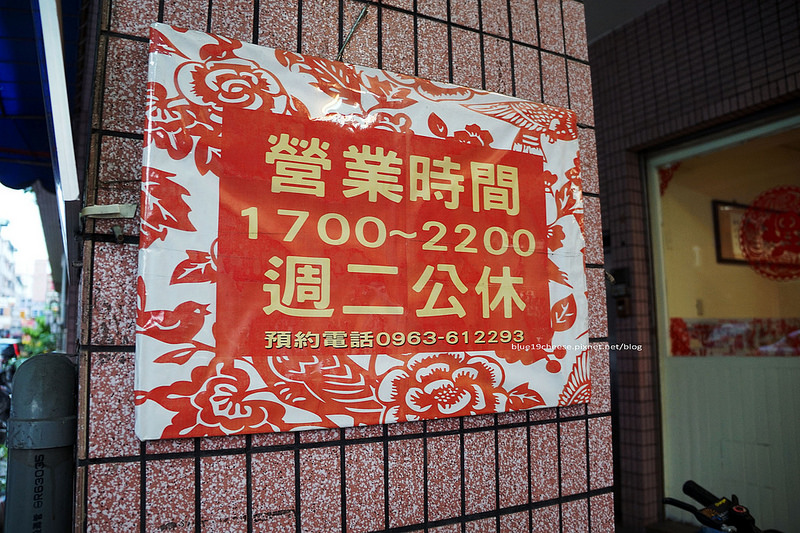 營業時間
1700~2200
週二公休
預約電話0963-612293
blue19cheese.pixnet.net/blog